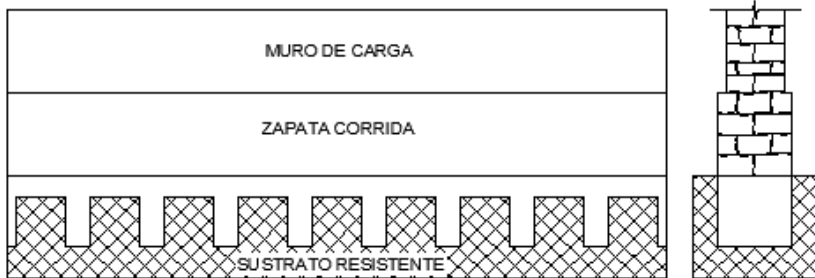 MURO DE CARGA
ZAPATA CORRIDA
SUSTRATO RESISTENTE